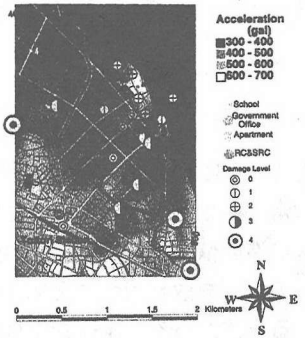 Acceleration
(gal)
300 - 400
400 - 500
500 - 600
600 - 700
School
Government
Office
Apartment
RC&SRC
Damage Level
0
1
2
3
4
N
W E
S
0 0.5 1 1.5 2 Kilometers